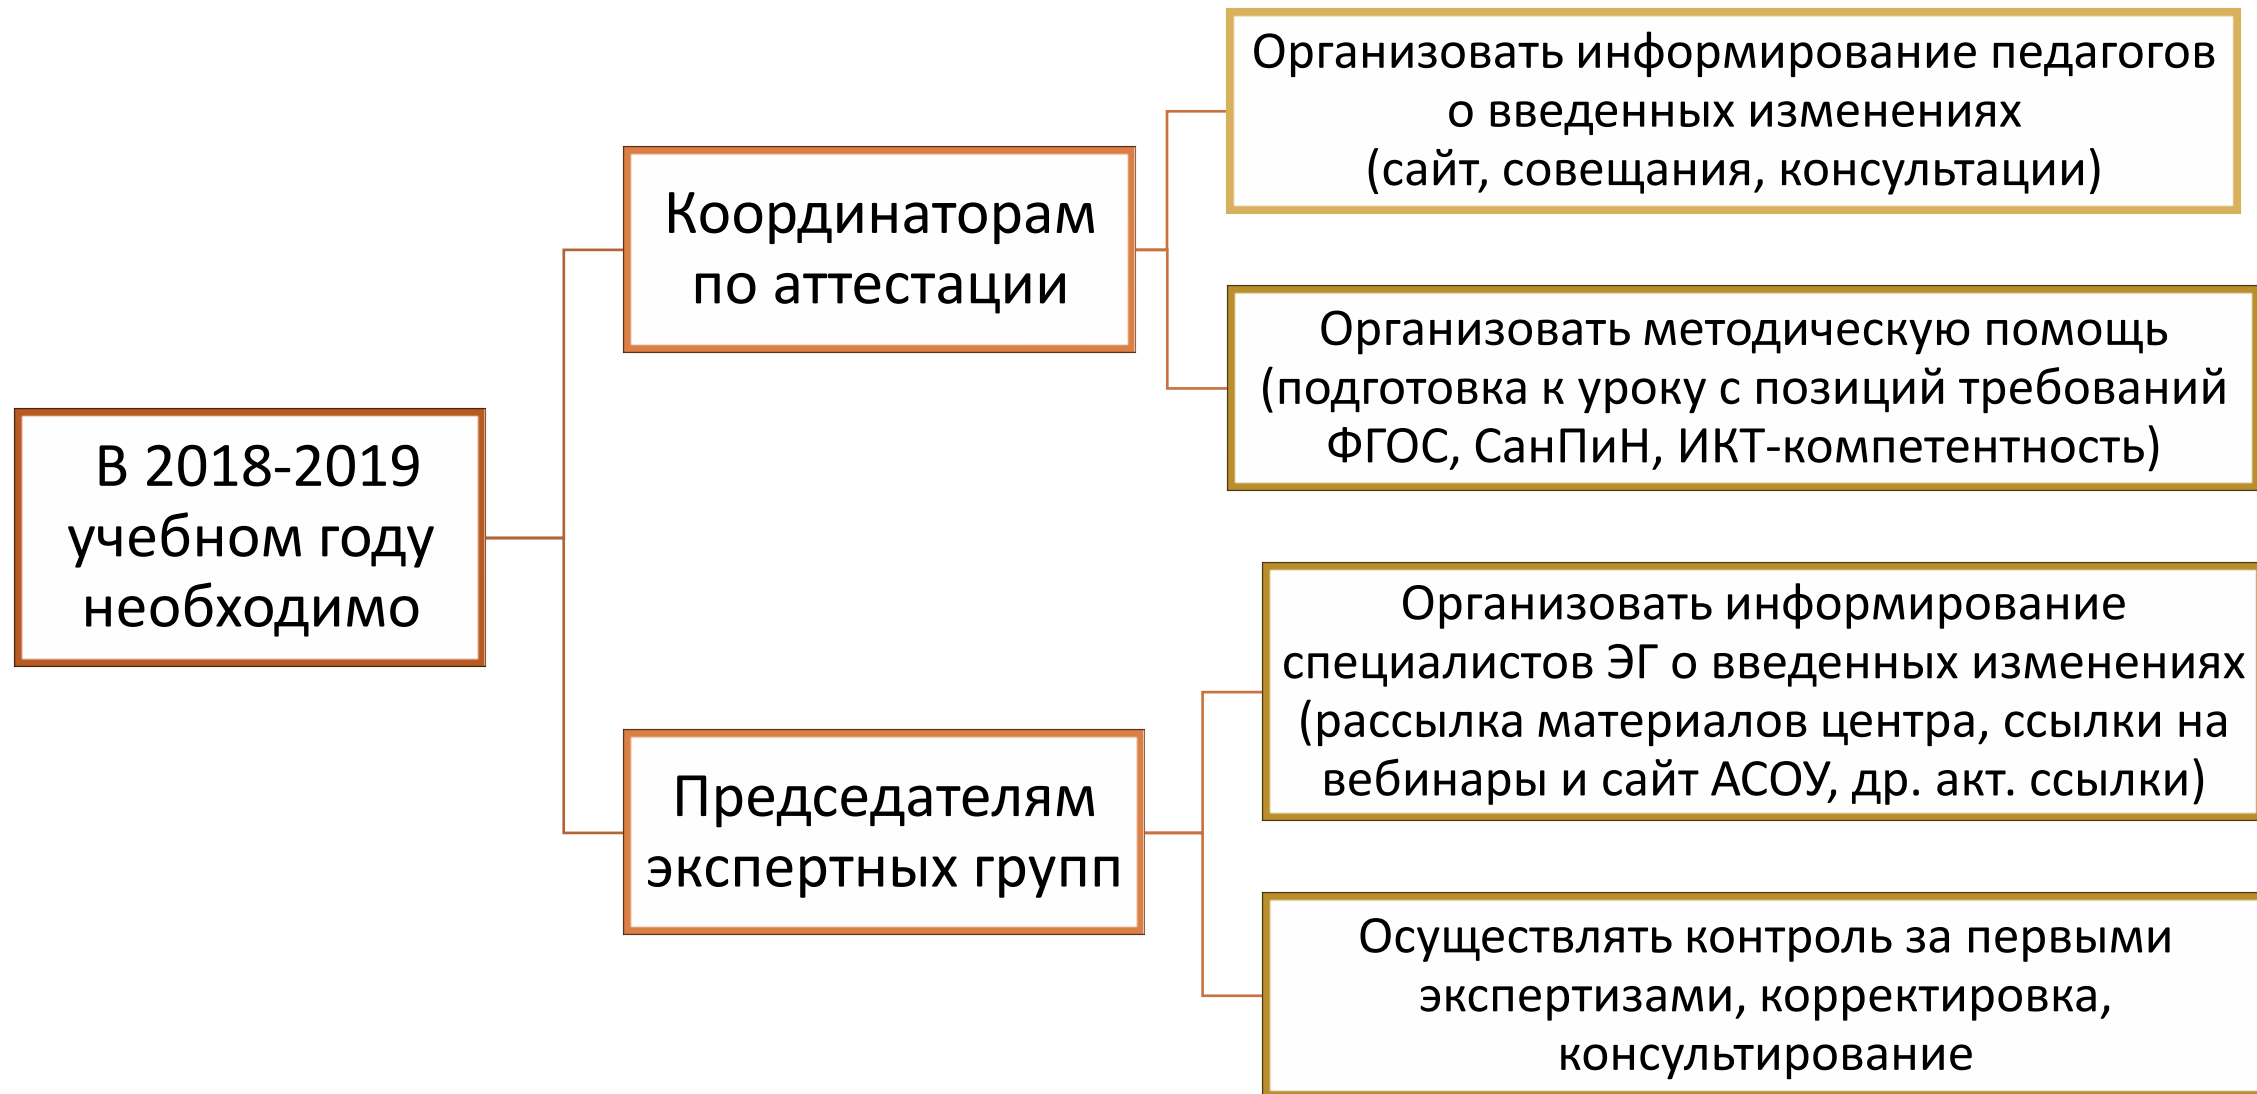 В 2018-2019
учебном году
необходимо
Координаторам
по аттестации
Организовать информирование педагогов
о введенных изменениях
(сайт, совещания, консультации)
Организовать методическую помощь
(подготовка к уроку с позиций требований
ФГОС, СанПиН, ИКТ-компетентность)
Председателям
экспертных групп
Организовать информирование
специалистов ЭГ о введенных изменениях
(рассылка материалов центра, ссылки на
вебинары и сайт АСОУ, др. акт. ссылки)
Осуществлять контроль за первыми
экспертизами, корректировка,
консультирование